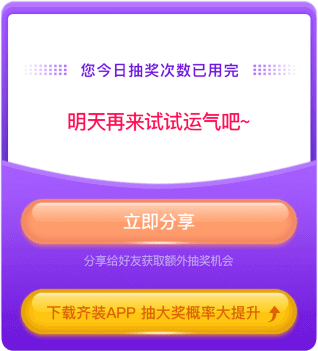 您今日抽奖次数已用完
明天再来试试运气吧~
立即分享
分享给好友获取额外抽奖机会
下载齐装APP 抽大奖概率大提升